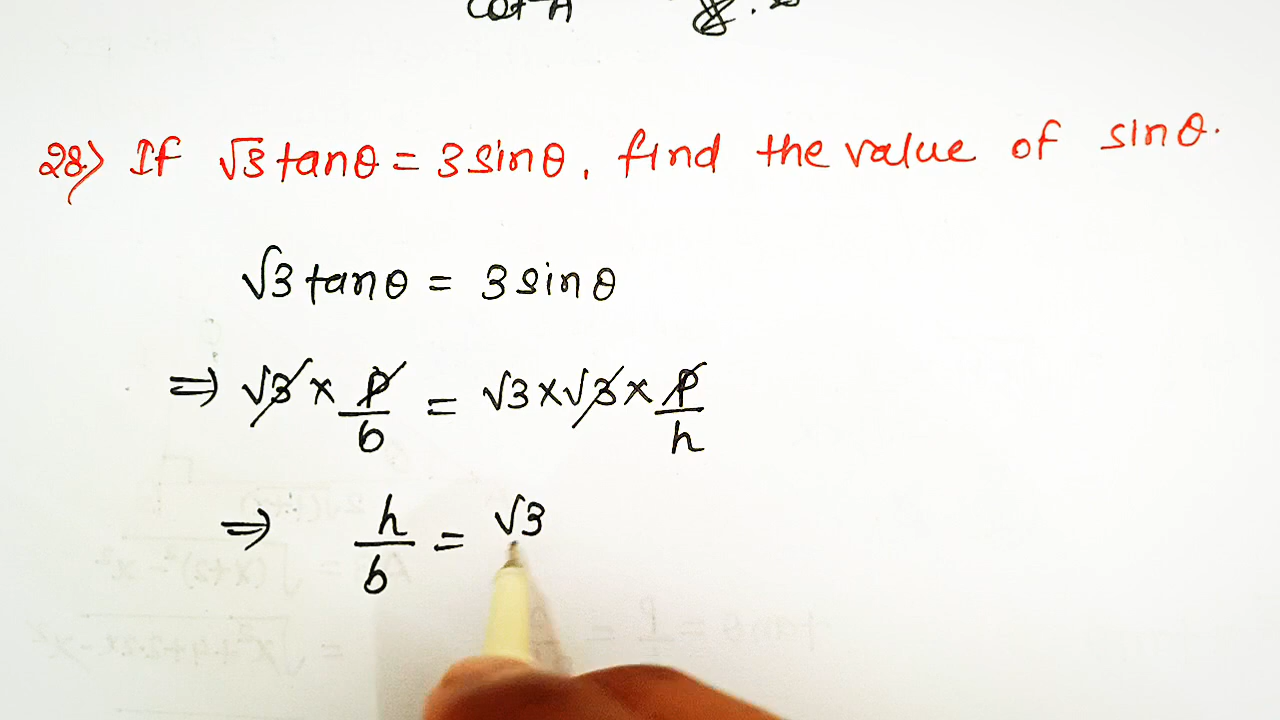 cot A
28) If √3 tanθ = 3 sinθ, find the value of sinθ.
√3 tanθ = 3 sinθ
⇒ √3 × p/b = √3 × √3 × p/h
⇒ h/b = √3